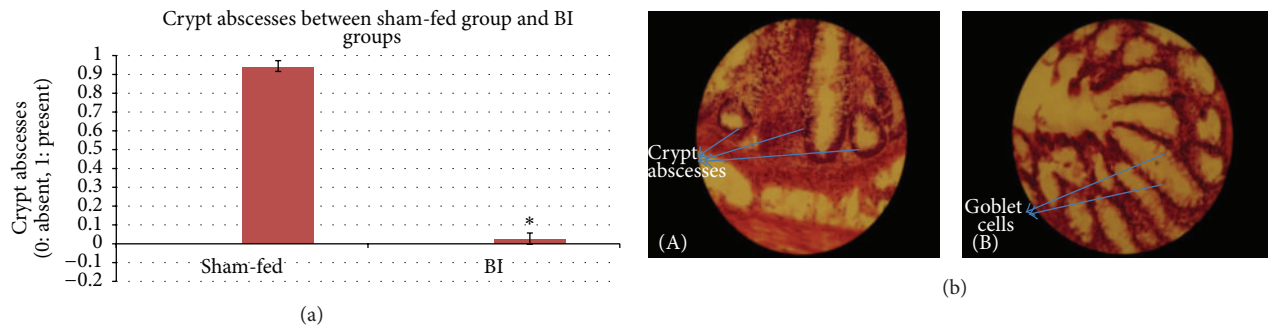 Crypt abscesses between sham-fed group and BI
groups
Crypt abscesses
(0: absent, 1: present)
1
0.9
0.8
0.7
0.6
0.5
0.4
0.3
0.2
0.1
0
−0.1
−0.2
*
Sham-fed
BI
(a)
Crypt
abscesses
(A)
Goblet
cells
(B)
(b)